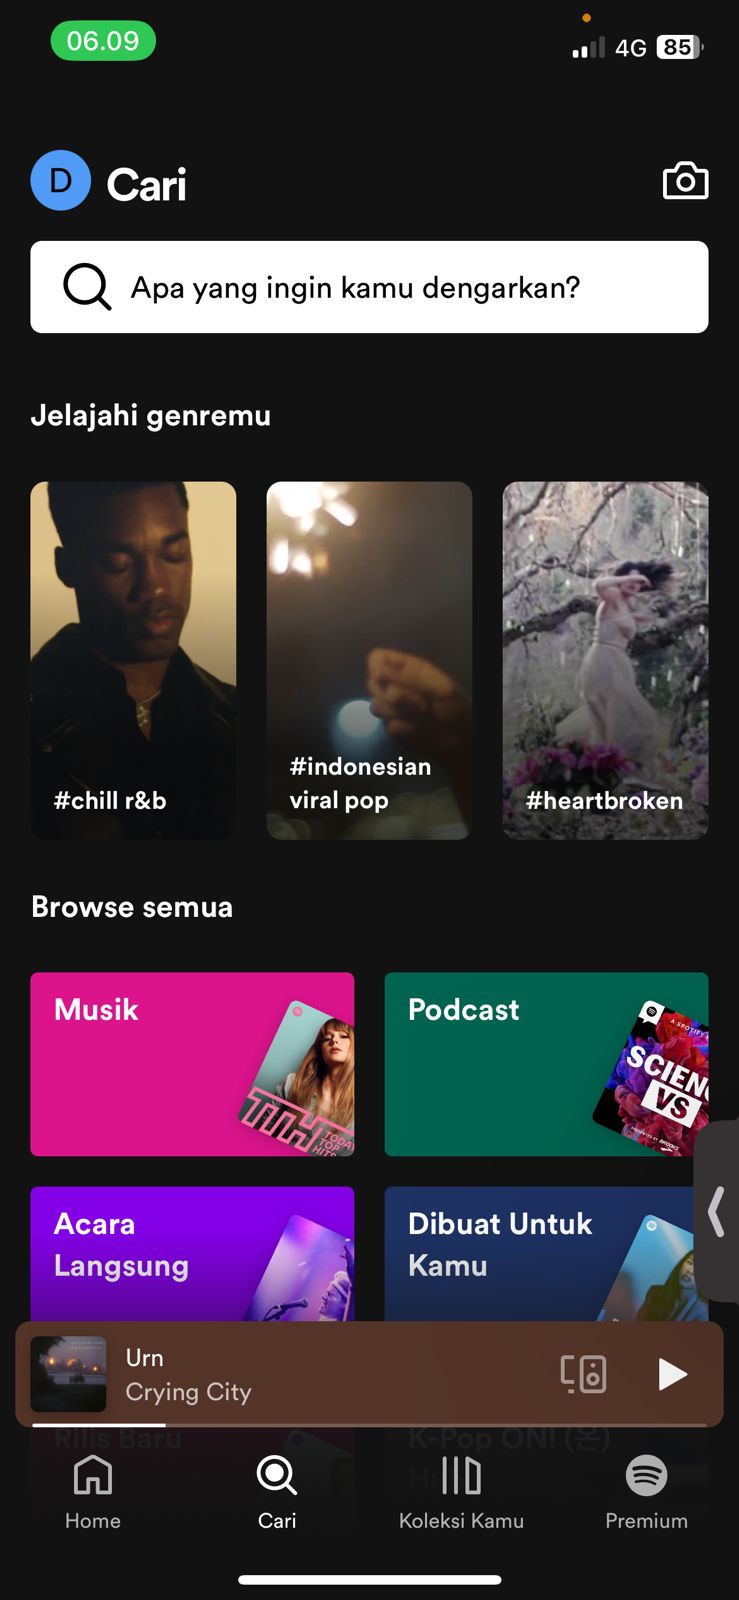 06.09
4G 85
D Cari
Apa yang ingin kamu dengarkan?
Jelajahi genremu
#chill r&b
#indonesian
viral pop
#heartbroken
Browse semua
Musik
TODAY
TOP
HITS
Podcast
A SPOTIFY
SCIEN
VS
Acara
Langsung
Dibuat Untuk
Kamu
Urn
Crying City
Rilis Baru
K-Pop ON! (온)
Home
Cari
Koleksi Kamu
Premium